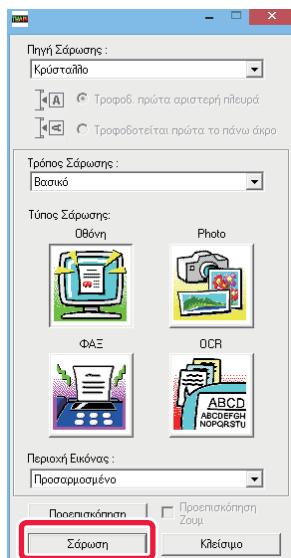 Πηγή Σάρωσης :
Κρύσταλλο
A
Τροφοδ. πρώτα αριστερή πλευρά
A
Τροφοδοτείται πρώτα το πάνω άκρο
Τρόπος Σάρωσης :
Βασικό
Τύπος Σάρωσης:
Οθόνη Photo
ΦΑΞ OCR
ABCD
ABCDEFGH
NOPQRSTU
Περιοχή Εικόνας :
Προσαρμοσμένο
Προεπισκόπηση Προεπισκόπηση
Ζουμ
Σάρωση Κλείσιμο